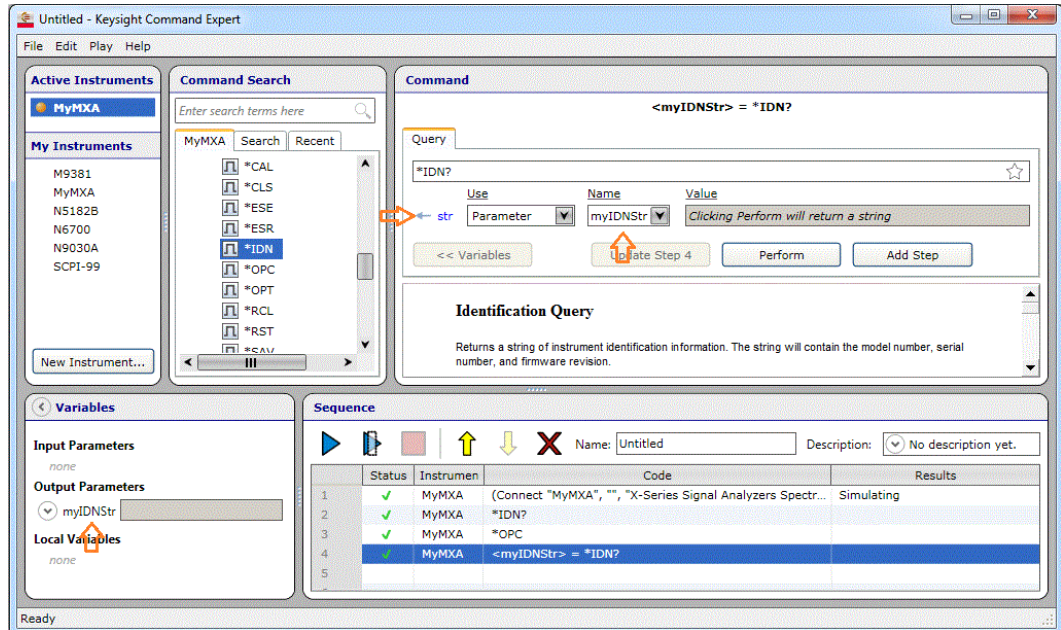 Untitled - Keysight Command Expert
File Edit Play Help
Active Instruments
MyMXA
My Instruments
M9381
MyMXA
N5182B
N6700
N9030A
SCPI-99
New Instrument...
Command Search
Enter search terms here
MyMXA Search Recent
*CAL
*CLS
*ESE
*ESR
*IDN
*OPC
*OPT
*RCL
*RST
*SAV
Command
<myIDNStr> = *IDN?
Query
*IDN?
Use Name Value
str Parameter myIDNStr Clicking Perform will return a string
<< Variables Update Step 4 Perform Add Step
Identification Query
Returns a string of instrument identification information. The string will contain the model number, serial
number, and firmware revision.
Variables
Input Parameters
none
Output Parameters
myIDNStr
Local Variables
none
Sequence
Name: Untitled Description: No description yet.
Status Instrumen Code Results
1 MyMXA (Connect "MyMXA", "", "X-Series Signal Analyzers Spectr... Simulating
2 MyMXA *IDN?
3 MyMXA *OPC
4 MyMXA <myIDNStr> = *IDN?
5
Ready